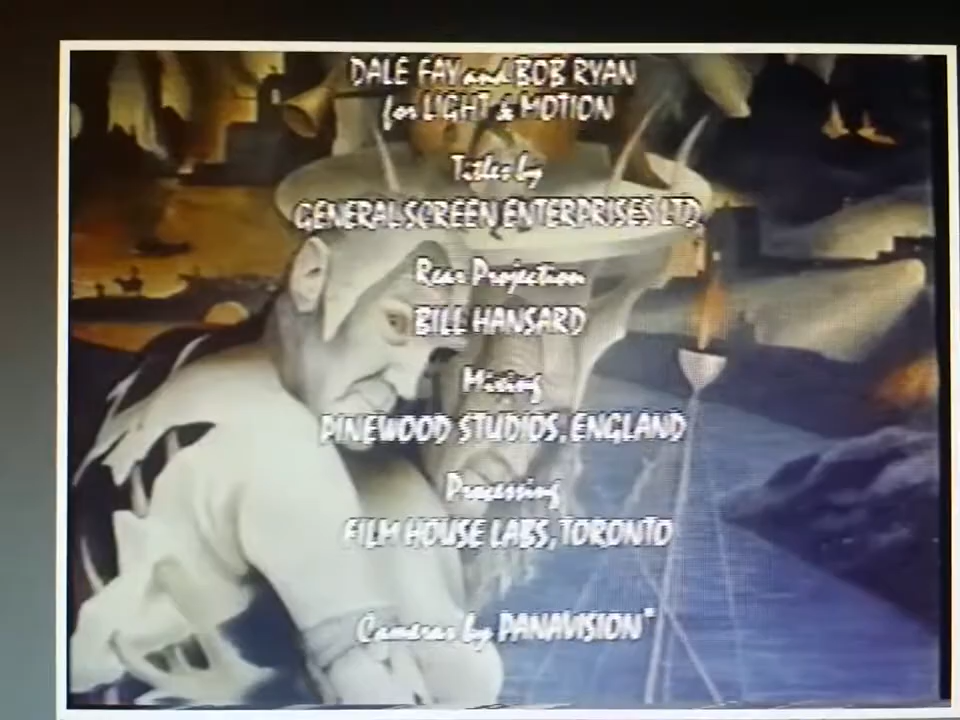 DALE FAY and BOB RYAN
for LIGHT & MOTION
Titles by
GENERAL SCREEN ENTERPRISES LTD.
Rear Projection
BILL HANSARD
Mixing
PINEWOOD STUDIOS, ENGLAND
Processing
FILM HOUSE LABS, TORONTO
Cameras by PANAVISION®